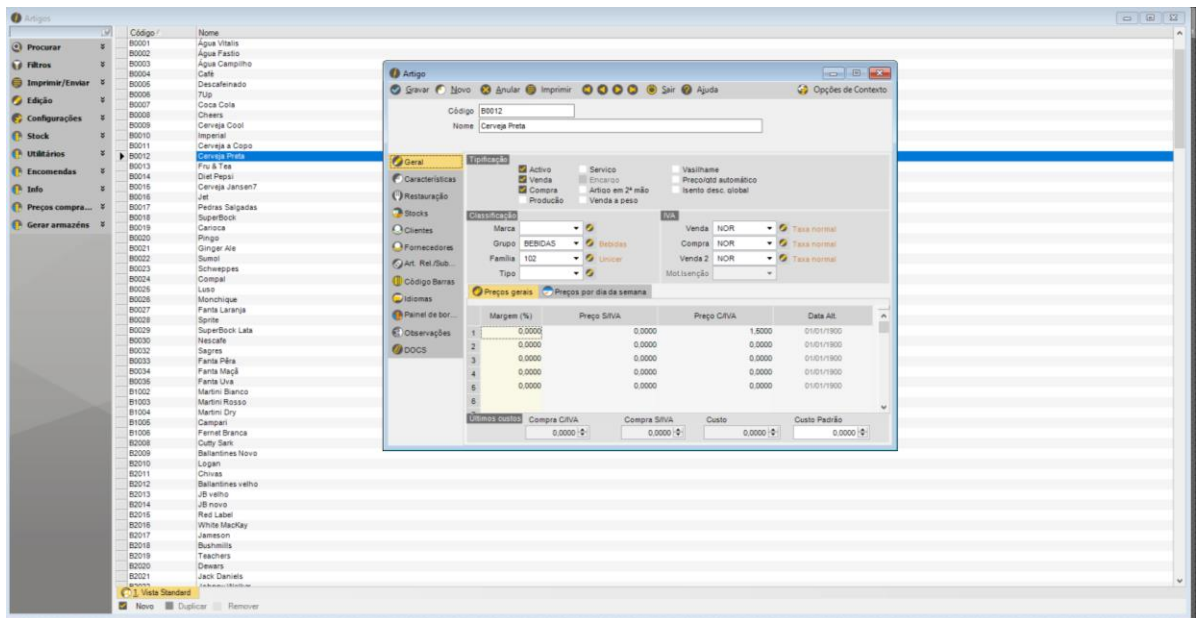 Artigos
Código / Nome
Procurar
Filtros
Imprimir/Enviar
Edição
Configurações
Stock
Utilitários
Encomendas
Info
Preços compra...
Gerar armazéns
B0001 Água Vitalis
B0002 Água Fastio
B0003 Água Campilho
B0004 Café
B0005 Descafeinado
B0006 7Up
B0007 Coca Cola
B0008 Cheers
B0009 Cerveja Cool
B0010 Imperial
B0011 Cerveja a Copo
B0012 Cerveja Preta
B0013 Fru & Tea
B0014 Diet Pepsi
B0015 Cerveja Jansen7
B0016 Jet
B0017 Pedras Salgadas
B0018 SuperBock
B0019 Carioca
B0020 Pingo
B0021 Ginger Ale
B0022 Sumol
B0023 Schweppes
B0024 Compal
B0025 Luso
B0026 Monchique
B0027 Fanta Laranja
B0028 Sprite
B0029 SuperBock Lata
B0030 Nescafe
B0032 Sagres
B0033 Fanta Pêra
B0034 Fanta Maçã
B0035 Fanta Uva
B1002 Martini Bianco
B1003 Martini Rosso
B1004 Martini Dry
B1005 Campari
B1006 Fernet Branca
B2008 Cutty Sark
B2009 Ballantines Novo
B2010 Logan
B2011 Chivas
B2012 Ballantines velho
B2013 JB velho
B2014 JB novo
B2015 Red Label
B2016 White MacKay
B2017 Jameson
B2018 Bushmills
B2019 Teachers
B2020 Dewars
B2021 Jack Daniels
1 Vista Standard
Novo Duplicar Remover
Artigo
Gravar Novo Anular Imprimir Sair Ajuda Opções de Contexto
Código B0012
Nome Cerveja Preta
Geral
Características
Restauração
Stocks
Clientes
Fornecedores
Art. Rel./Sub...
Código Barras
Idiomas
Painel de bor...
Observações
DOCS
Tipificação
Activo Serviço Vasilhame
Venda Encargo Preço/qtd automático
Compra Artigo em 2ª mão Isento desc. global
Produção Venda a peso
Classificação IVA
Marca Venda NOR Taxa normal
Grupo BEBIDAS Bebidas Compra NOR Taxa normal
Família 102 Unicer Venda 2 NOR Taxa normal
Tipo Mot.Isenção
Preços gerais Preços por dia da semana
Margem (%) Preço S/IVA Preço C/IVA Data Alt.
1 0,0000 0,0000 1,5000 01/01/1900
2 0,0000 0,0000 0,0000 01/01/1900
3 0,0000 0,0000 0,0000 01/01/1900
4 0,0000 0,0000 0,0000 01/01/1900
5 0,0000 0,0000 0,0000 01/01/1900
6
Últimos custos Compra C/IVA Compra S/IVA Custo Custo Padrão
0,0000 0,0000 0,0000 0,0000